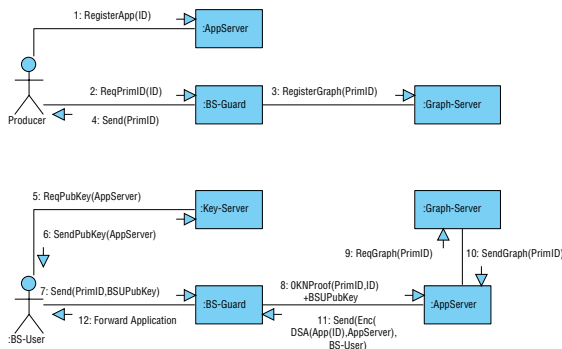 1: RegisterApp(ID)
:AppServer
2: ReqPrimID(ID)
3: RegisterGraph(PrimID)
:BS-Guard
:Graph-Server
Producer
4: Send(PrimID)
5: ReqPubKey(AppServer)
:Key-Server
:Graph-Server
6: SendPubKey(AppServer)
9: ReqGraph(PrimID)
10: SendGraph(PrimID)
7: Send(PrimID,BSUPubKey)
8: 0KNProof(PrimID,ID)
+BSUPubKey
:BS-Guard
:AppServer
12: Forward Application
11: Send(Enc(
DSA(App(ID),AppServer),
BS-User)
:BS-User